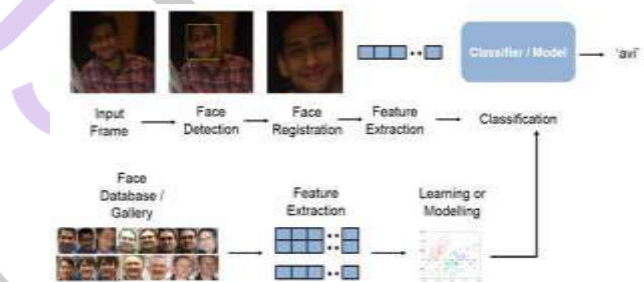 Classifier / Model
'avi'
Input
Frame
Face
Detection
Face
Registration
Feature
Extraction
Classification
Face
Database /
Gallery
Feature
Extraction
Learning or
Modelling